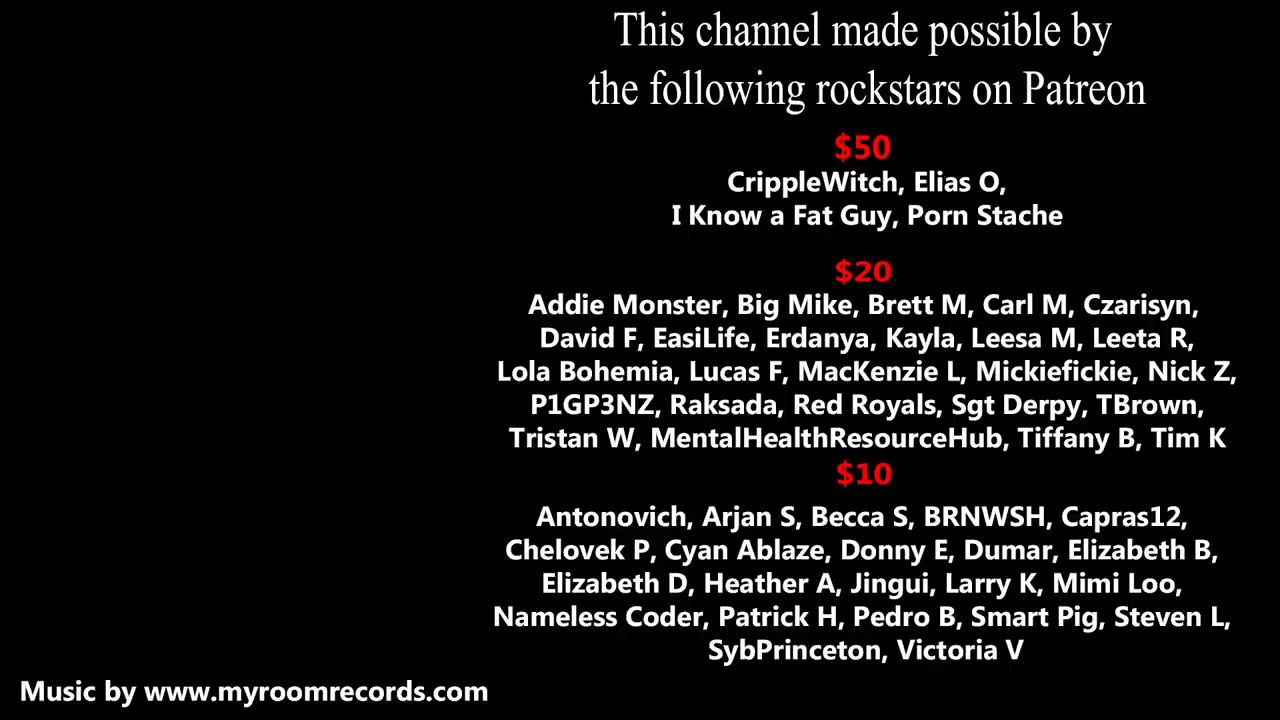 This channel made possible by
the following rockstars on Patreon
$50
CrippleWitch, Elias O,
I Know a Fat Guy, Porn Stache
$20
Addie Monster, Big Mike, Brett M, Carl M, Czarisyn,
David F, EasiLife, Erdanya, Kayla, Leesa M, Leeta R,
Lola Bohemia, Lucas F, MacKenzie L, Mickiefickie, Nick Z,
P1GP3NZ, Raksada, Red Royals, Sgt Derpy, TBrown,
Tristan W, MentalHealthResourceHub, Tiffany B, Tim K
$10
Antonovich, Arjan S, Becca S, BRNWSH, Capras12,
Chelovek P, Cyan Ablaze, Donny E, Dumar, Elizabeth B,
Elizabeth D, Heather A, Jingui, Larry K, Mimi Loo,
Nameless Coder, Patrick H, Pedro B, Smart Pig, Steven L,
SybPrinceton, Victoria V
Music by www.myroomrecords.com